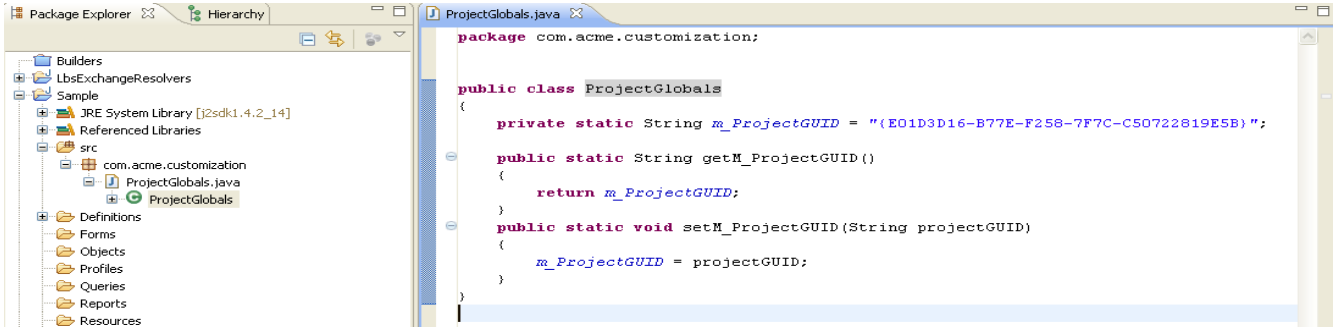 Package Explorer
Hierarchy
Builders
LbsExchangeResolvers
Sample
JRE System Library [j2sdk1.4.2_14]
Referenced Libraries
src
com.acme.customization
ProjectGlobals.java
ProjectGlobals
Definitions
Forms
Objects
Profiles
Queries
Reports
Resources
ProjectGlobals.java
package com.acme.customization;
public class ProjectGlobals
{
private static String m_ProjectGUID = "{E01D3D16-B77E-F258-7F7C-C50722819E5B}";
public static String getM_ProjectGUID()
{
return m_ProjectGUID;
}
public static void setM_ProjectGUID(String projectGUID)
{
m_ProjectGUID = projectGUID;
}
}